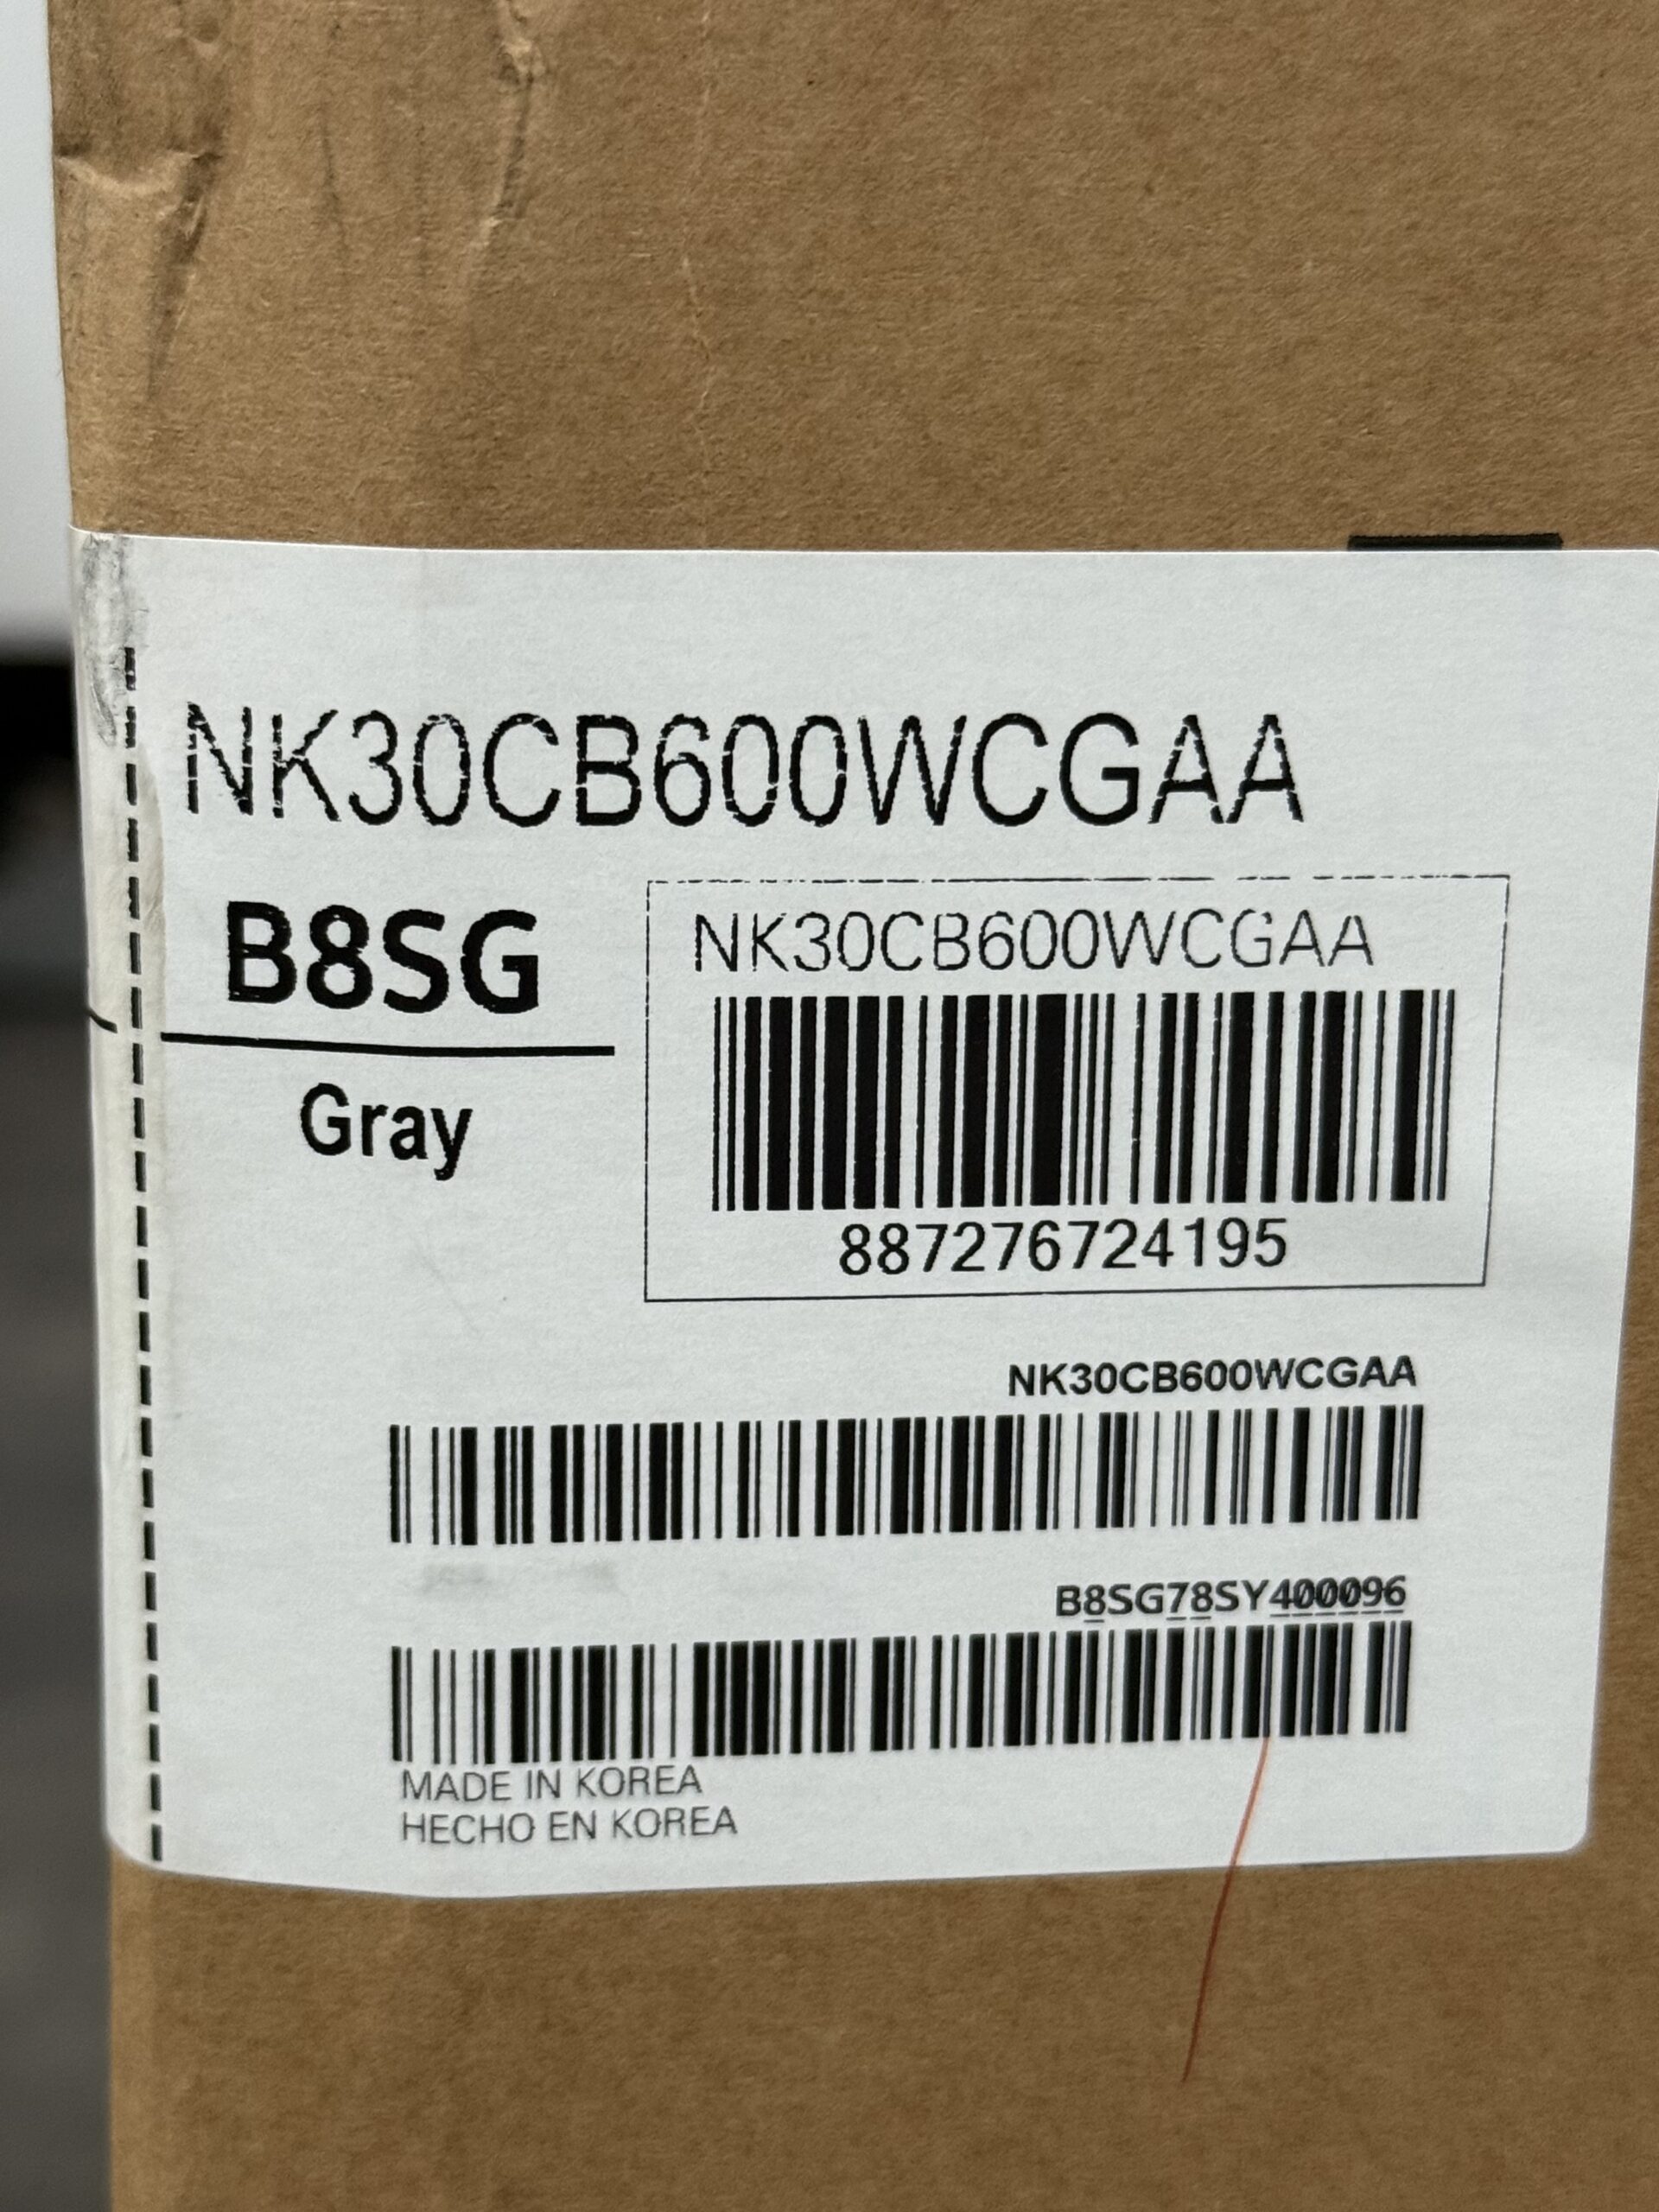 NK30CB600WCGAA
B8SG
Gray
NK30CB600WCGAA
887276724195
NK30CB600WCGAA
B8SG78SY400096
MADE IN KOREA
HECHO EN KOREA